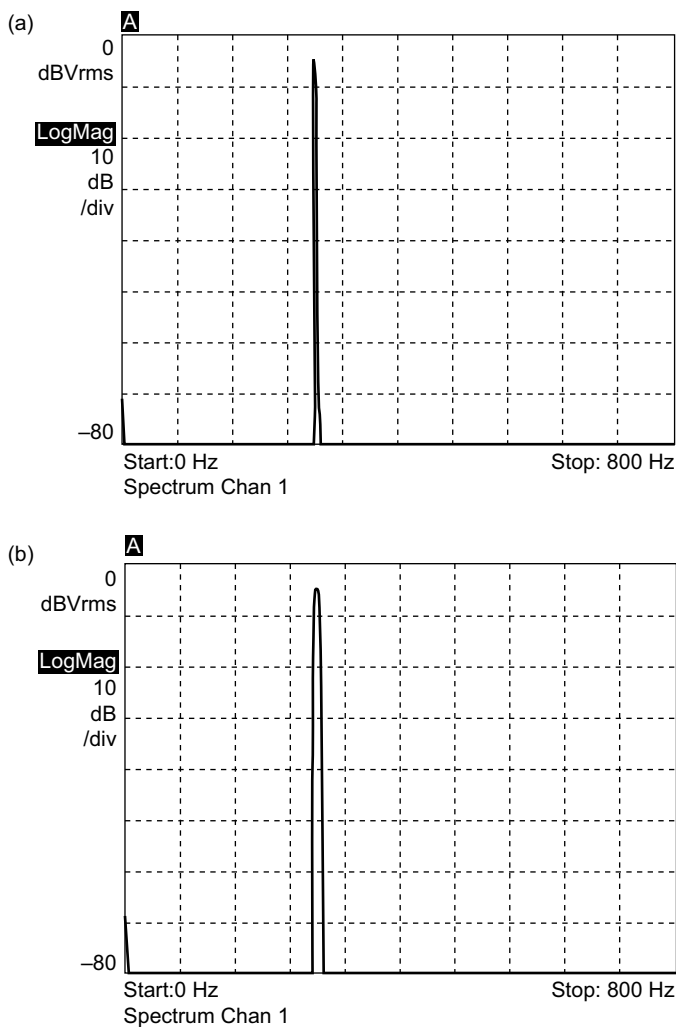 (a)
A
0
dBVrms
LogMag
10
dB
/div
–80
Start:0 Hz Stop: 800 Hz
Spectrum Chan 1
(b)
A
0
dBVrms
LogMag
10
dB
/div
–80
Start:0 Hz Stop: 800 Hz
Spectrum Chan 1